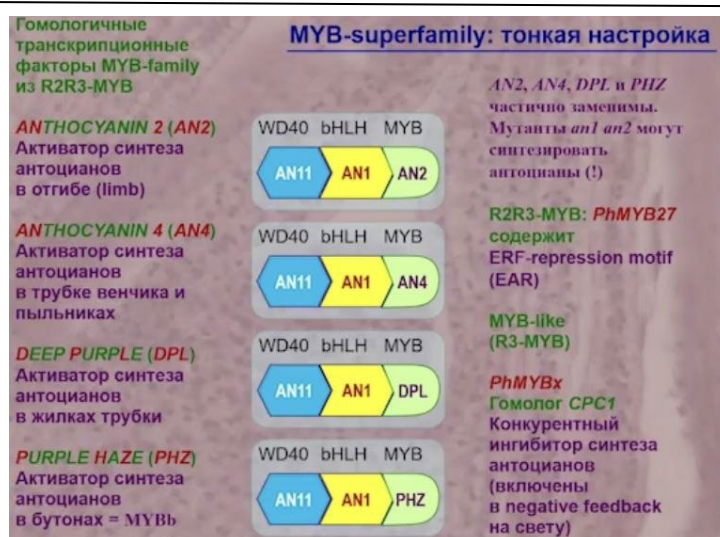 MYB-superfamily: тонкая настройка
Гомологичные
транскрипционные
факторы MYB-family
из R2R3-MYB
ANTHOCYANIN 2 (AN2)
Активатор синтеза
антоцианов
в отгибе (limb)
ANTHOCYANIN 4 (AN4)
Активатор синтеза
антоцианов
в трубке венчика и
пыльниках
DEEP PURPLE (DPL)
Активатор синтеза
антоцианов
в жилках трубки
PURPLE HAZE (PHZ)
Активатор синтеза
антоцианов
в бутонах = MYBb
WD40 bHLH MYB
AN11 AN1 AN2
WD40 bHLH MYB
AN11 AN1 AN4
WD40 bHLH MYB
AN11 AN1 DPL
WD40 bHLH MYB
AN11 AN1 PHZ
AN2, AN4, DPL и PHZ
частично заменимы.
Мутанты an1 an2 могут
синтезировать
антоцианы (!)
R2R3-MYB: PhMYB27
содержит
ERF-repression motif
(EAR)
MYB-like
(R3-MYB)
PhMYBx
Гомолог CPC1
Конкурентный
ингибитор синтеза
антоцианов
(включены
в negative feedback
на свету)